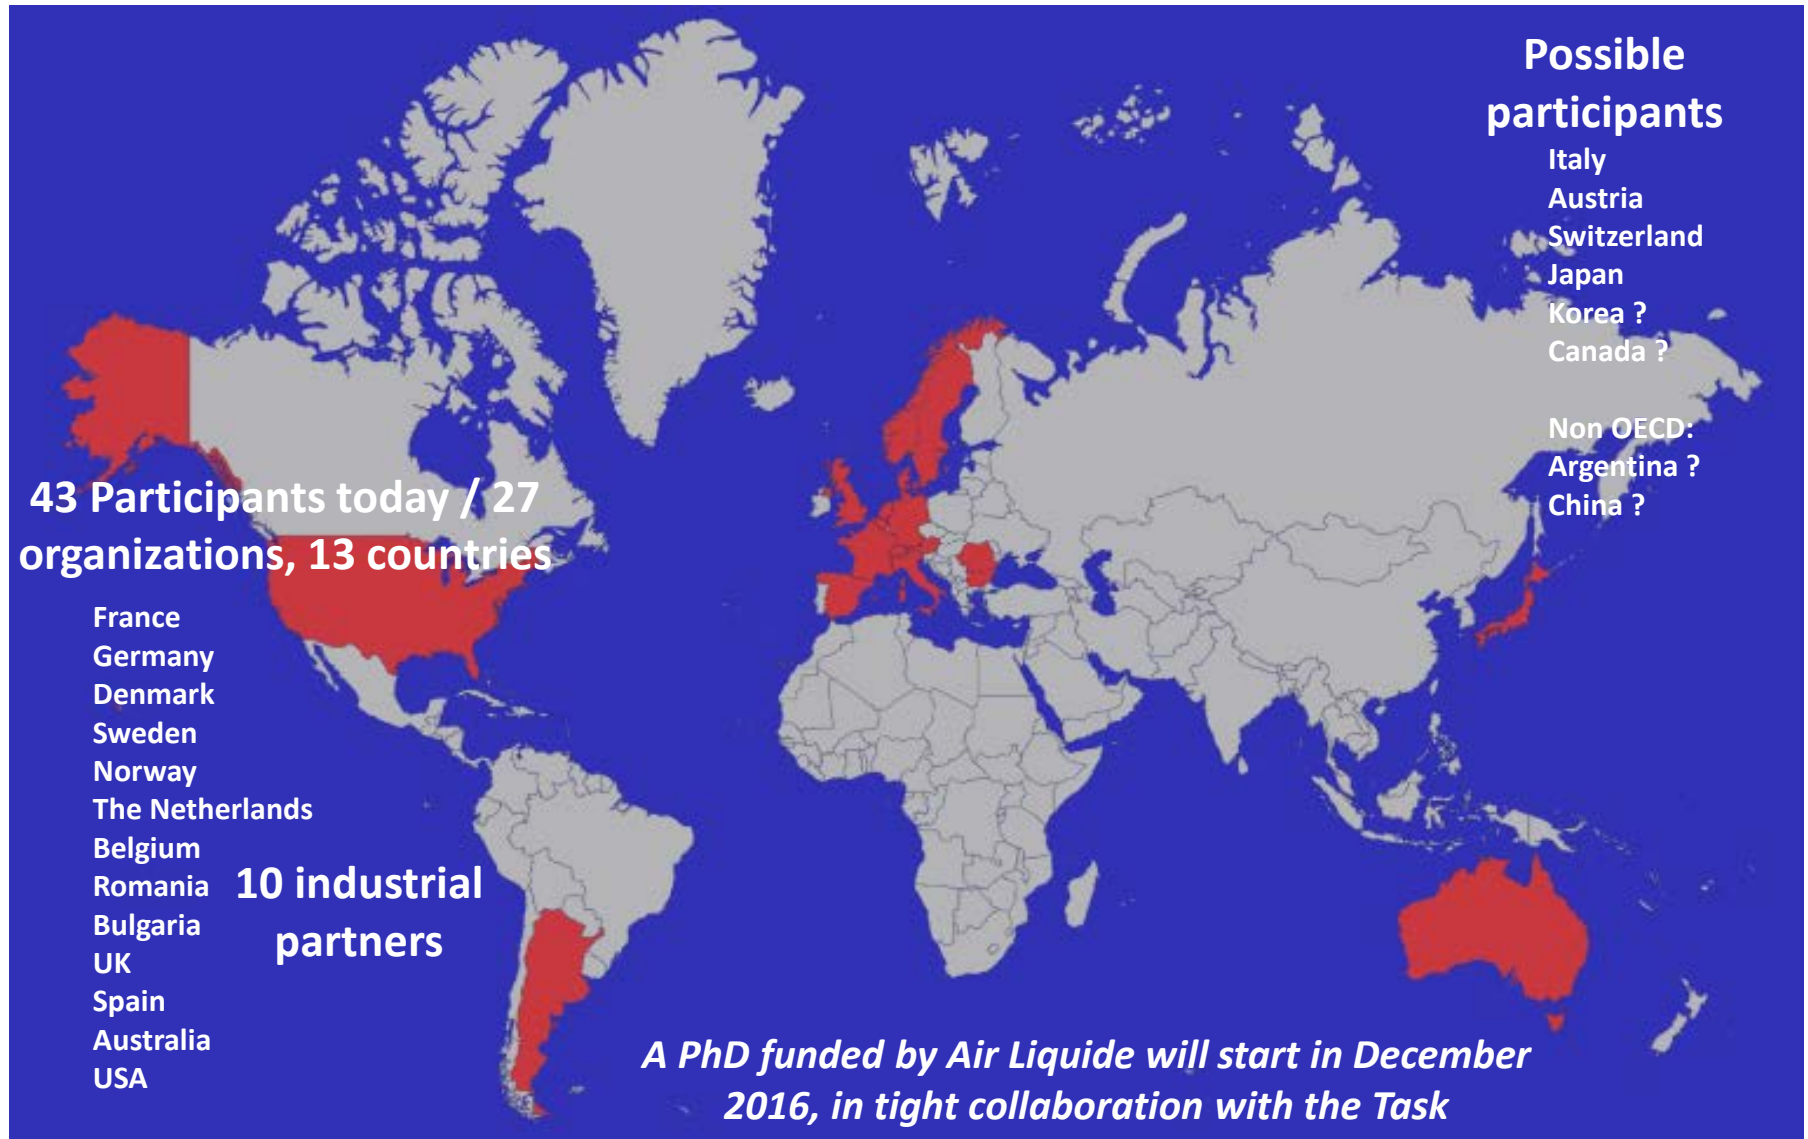 Possible
participants
Italy
Austria
Switzerland
Japan
Korea ?
Canada ?
Non OECD:
Argentina ?
China ?
43 Participants today / 27
organizations, 13 countries
France
Germany
Denmark
Sweden
Norway
The Netherlands
Belgium
Romania
Bulgaria
UK
Spain
Australia
USA
10 industrial
partners
A PhD funded by Air Liquide will start in December
2016, in tight collaboration with the Task